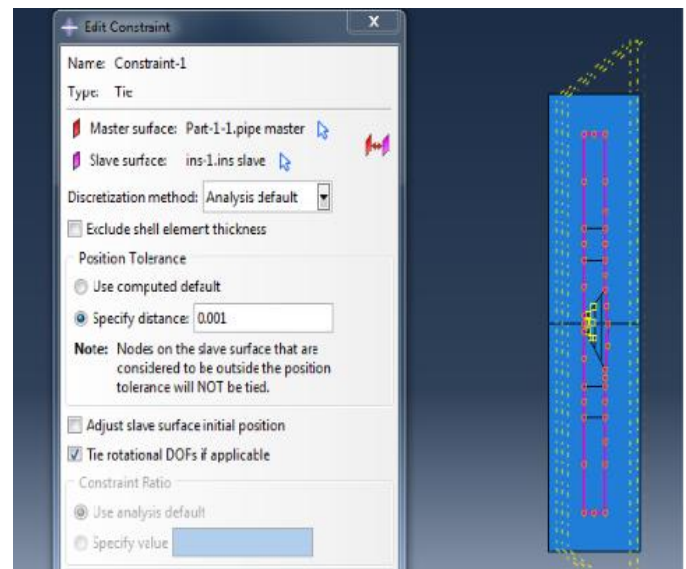 Edit Constraint
X
Name: Constraint-1
Type: Tie
Master surface: Part-1-1.pipe master
Slave surface: ins-1.ins slave
Discretization method: Analysis default
Exclude shell element thickness
Position Tolerance
Use computed default
Specify distance: 0.001
Note: Nodes on the slave surface that are
considered to be outside the position
tolerance will NOT be tied.
Adjust slave surface initial position
Tie rotational DOFs if applicable
Constraint Ratio
Use analysis default
Specify value